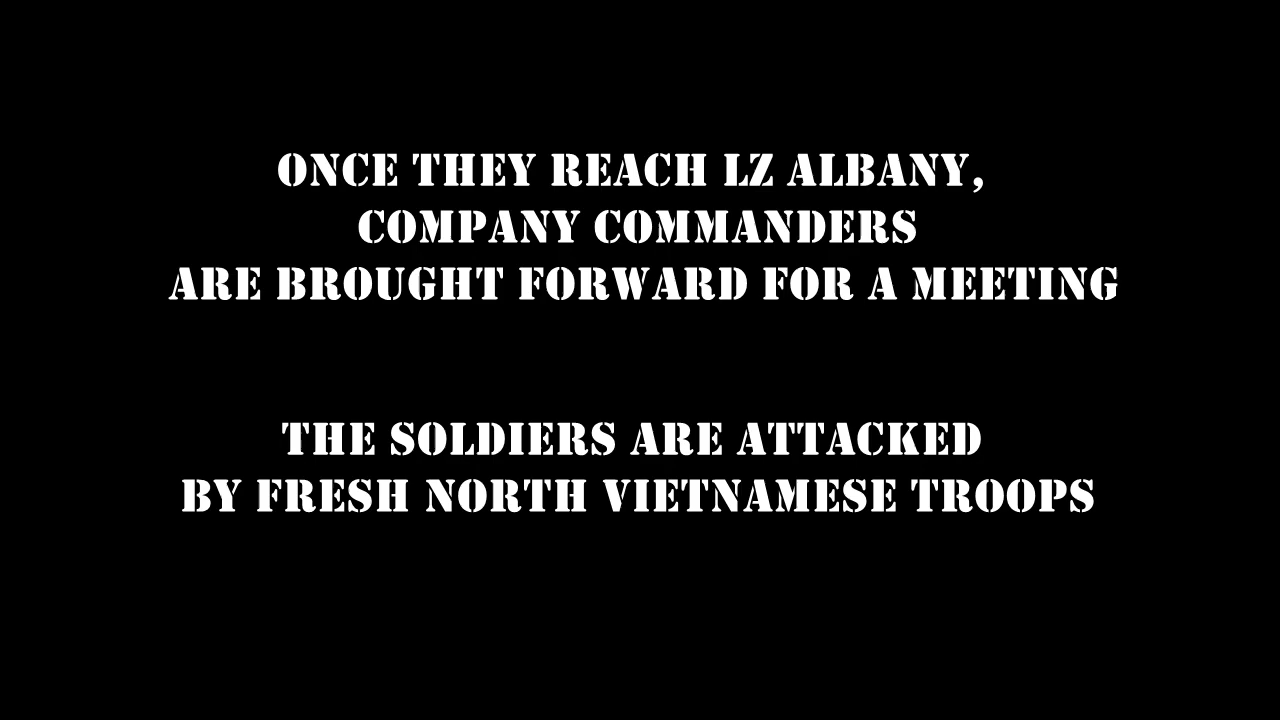 ONCE THEY REACH LZ ALBANY,
COMPANY COMMANDERS
ARE BROUGHT FORWARD FOR A MEETING
THE SOLDIERS ARE ATTACKED
BY FRESH NORTH VIETNAMESE TROOPS